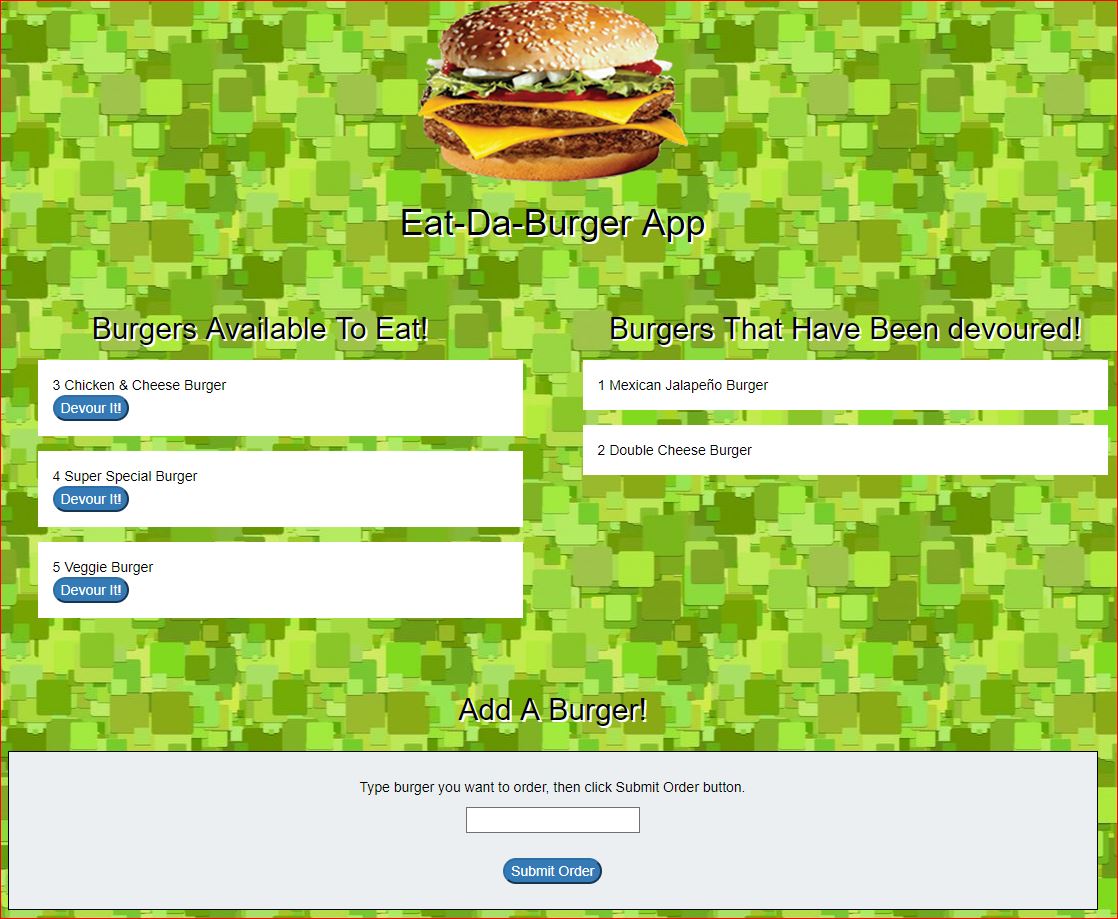 Eat-Da-Burger App
Burgers Available To Eat!
3 Chicken & Cheese Burger
Devour It!
4 Super Special Burger
Devour It!
5 Veggie Burger
Devour It!
Burgers That Have Been devoured!
1 Mexican Jalapeño Burger
2 Double Cheese Burger
Add A Burger!
Type burger you want to order, then click Submit Order button.
Submit Order